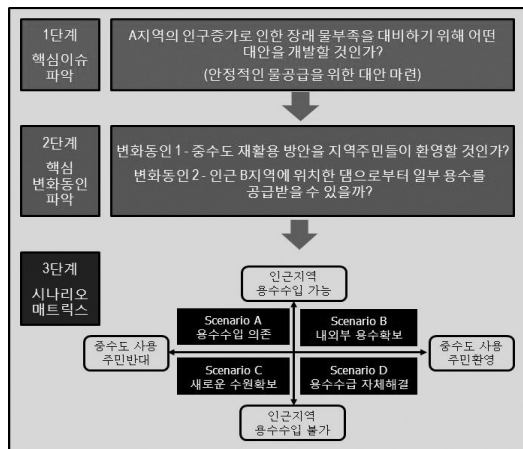 1단계
핵심이슈
파악
A지역의 인구증가로 인한 장래 물부족을 대비하기 위해 어떤
대안을 개발할 것인가?
(안정적인 물공급을 위한 대안 마련)
2단계
핵심
변화동인
파악
변화동인 1 - 중수도 재활용 방안을 지역주민들이 환영할 것인가?
변화동인 2 - 인근 B지역에 위치한 댐으로부터 일부 용수를
공급받을 수 있을까?
3단계
시나리오
매트릭스
인근지역
용수수입 가능
Scenario A
용수수입 의존
Scenario B
내외부 용수확보
중수도 사용
주민반대
중수도 사용
주민환영
Scenario C
새로운 수원확보
Scenario D
용수수급 자체해결
인근지역
용수수입 불가